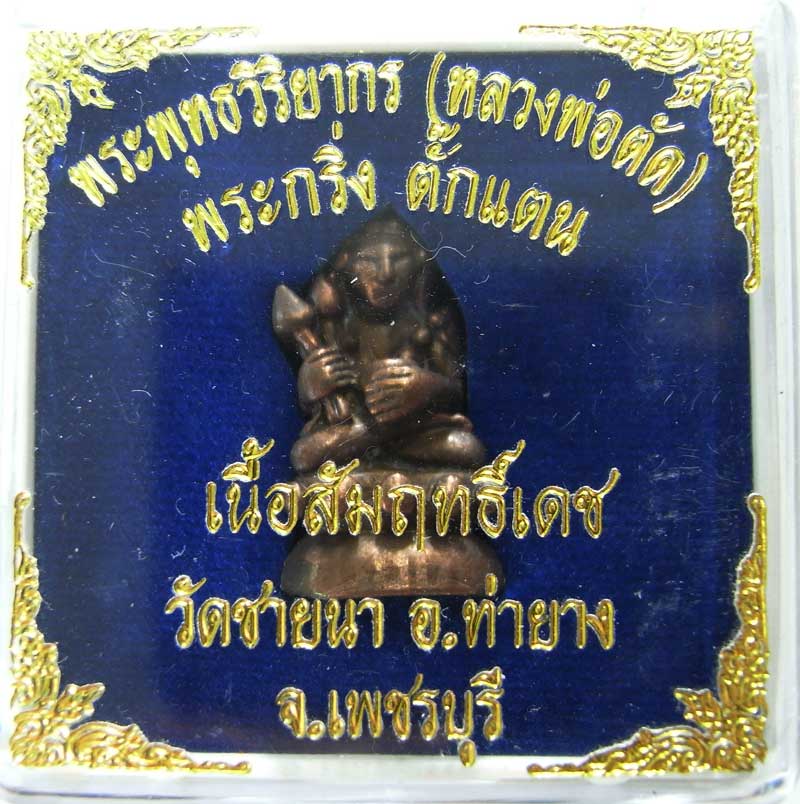 พระพุทธวิริยากร (หลวงพ่อตัด)
พระกริ่ง ตั๊กแตน
เนื้อสัมฤทธิ์เดช
วัดชายนา อ.ท่ายาง
จ.เพชรบุรี